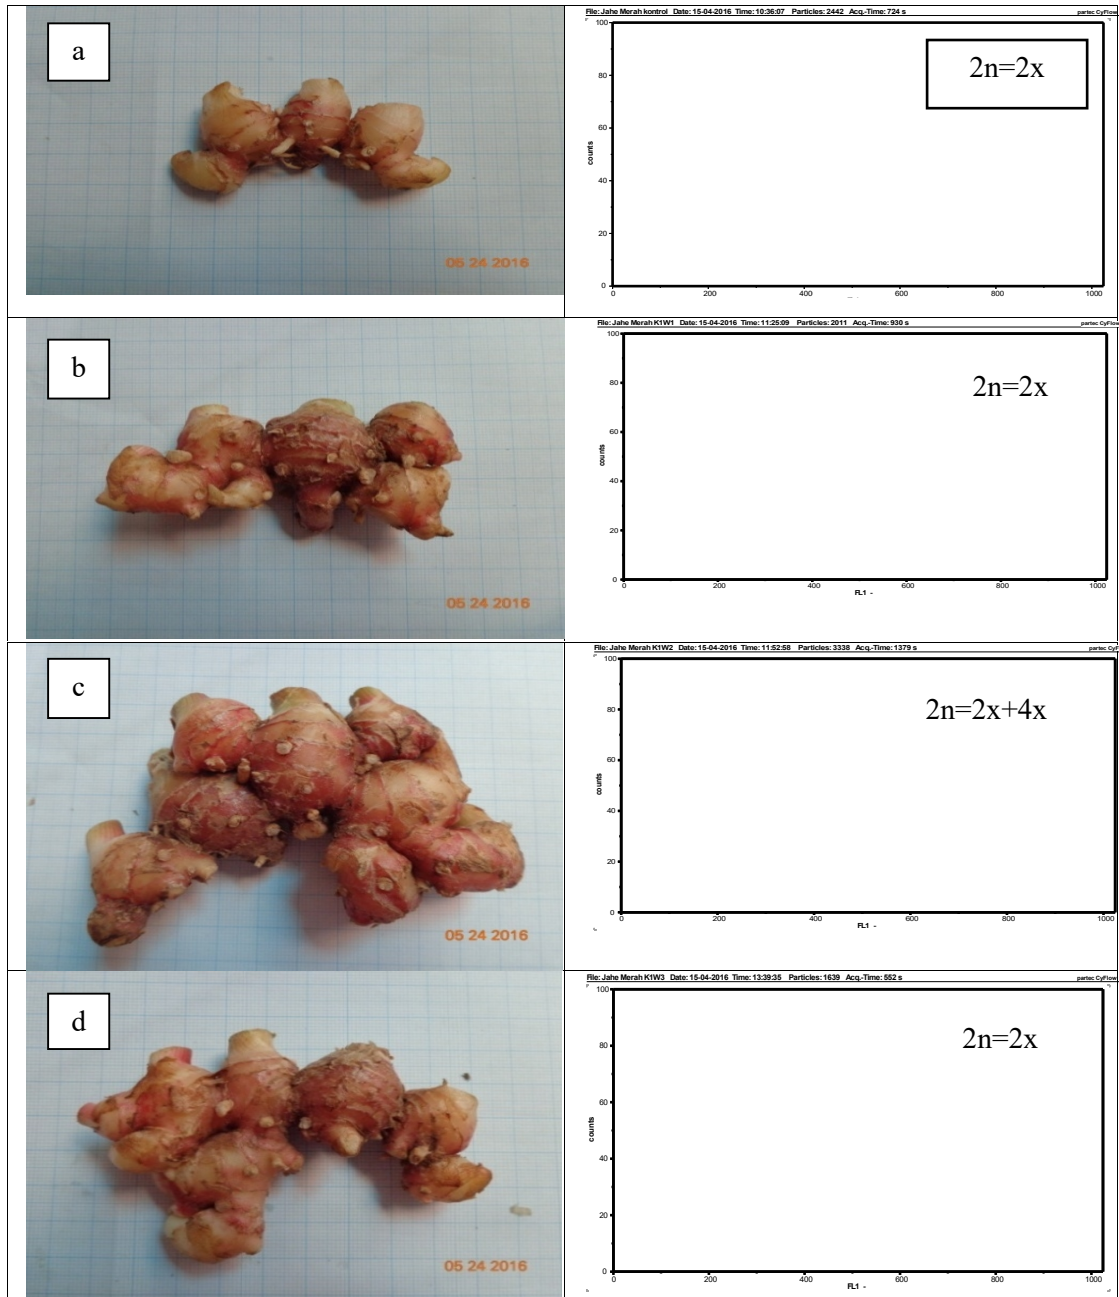 a
05 24 2016
File: Jahe Merah kontrol Date: 15-04-2016 Time: 10:36:07 Particles: 2442 Acq.-Time: 724 s
partec CyFlow
2n=2x
counts
100
80
60
40
20
0
0 200 400 600 800 1000
b
05 24 2016
File: Jahe Merah K1W1 Date: 15-04-2016 Time: 11:25:09 Particles: 2011 Acq.-Time: 930 s
partec CyFlow
2n=2x
counts
100
80
60
40
20
0
0 200 400 600 800 1000
FL1 -
c
05 24 2016
File: Jahe Merah K1W2 Date: 15-04-2016 Time: 11:52:58 Particles: 3338 Acq.-Time: 1379 s
partec CyF
2n=2x+4x
counts
100
80
60
40
20
0
0 200 400 600 800 1000
FL1 -
d
05 24 2016
File: Jahe Merah K1W3 Date: 15-04-2016 Time: 13:39:35 Particles: 1639 Acq.-Time: 552 s
partec CyFlow
2n=2x
counts
100
80
60
40
20
0
0 200 400 600 800 1000
FL1 -